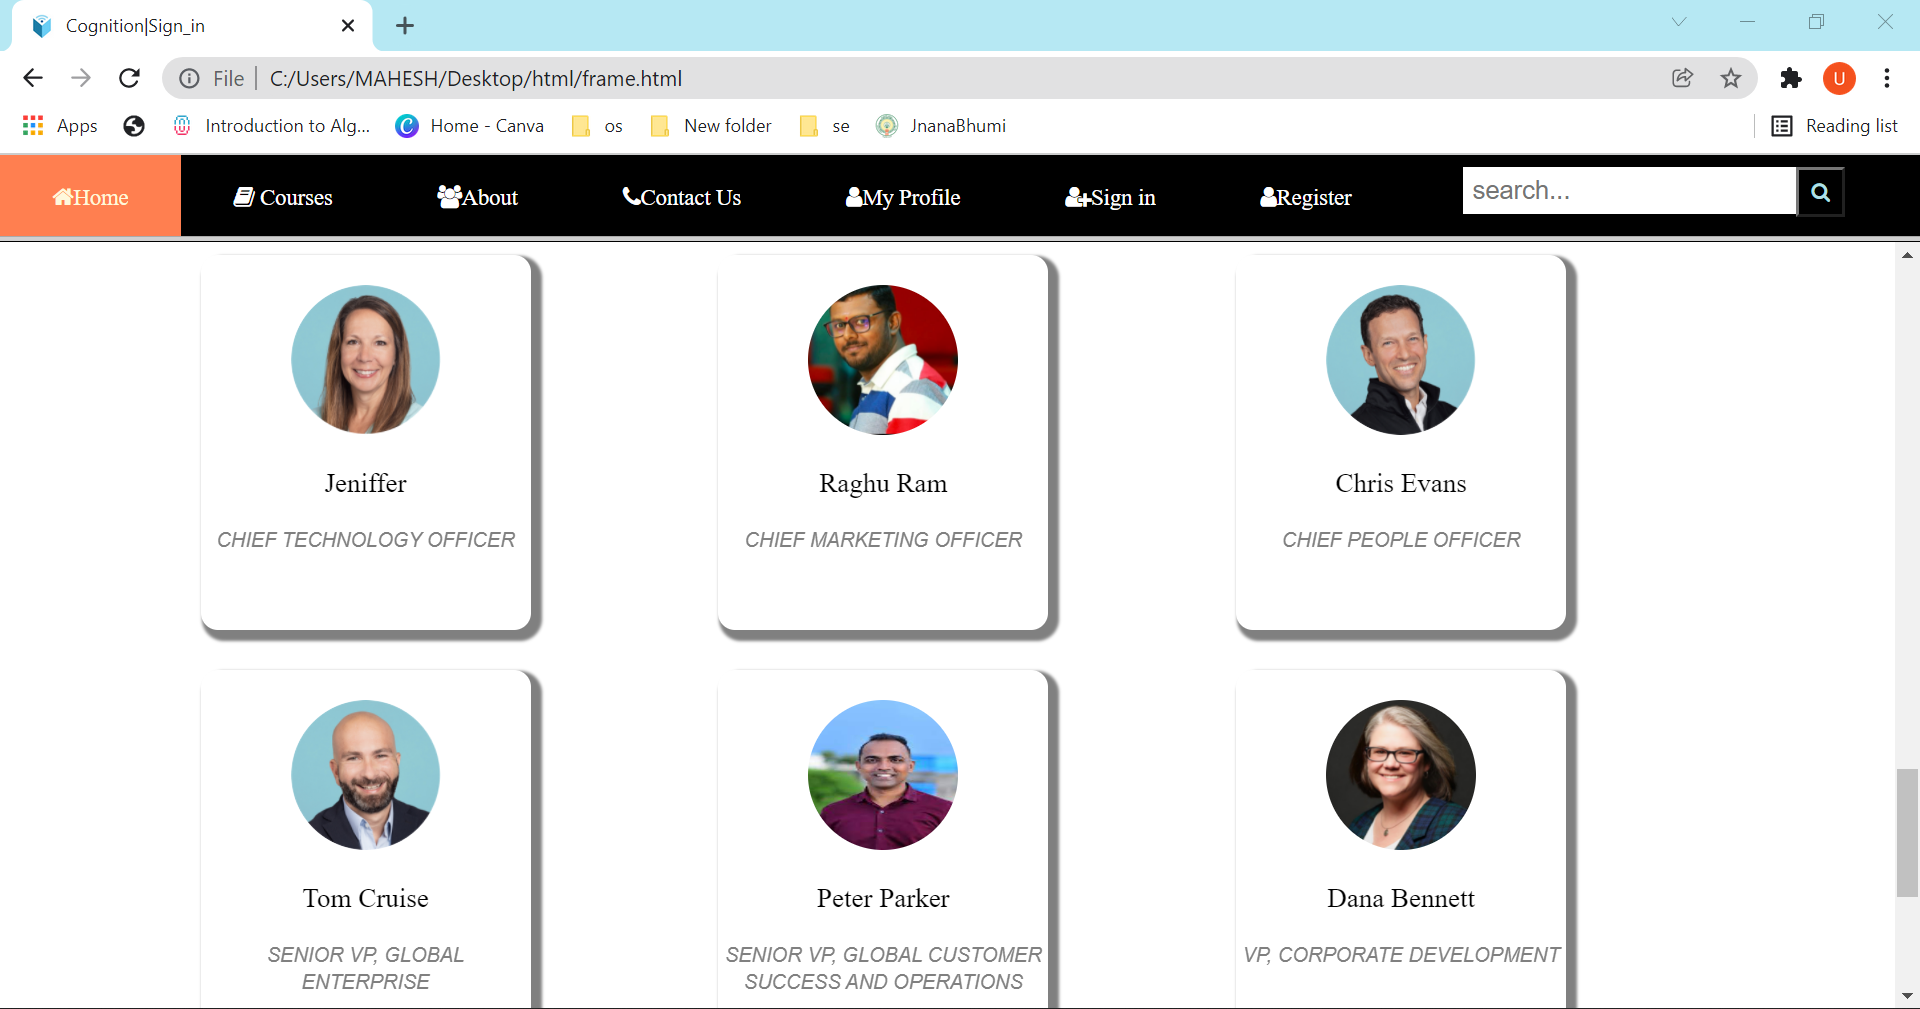 Cognition|Sign_in
File C:/Users/MAHESH/Desktop/html/frame.html
U
Apps Introduction to Alg... Home - Canva os New folder se JnanaBhumi Reading list
Home Courses About Contact Us My Profile Sign in Register search...
Jeniffer Raghu Ram Chris Evans
CHIEF TECHNOLOGY OFFICER CHIEF MARKETING OFFICER CHIEF PEOPLE OFFICER
Tom Cruise Peter Parker Dana Bennett
SENIOR VP, GLOBAL SENIOR VP, GLOBAL CUSTOMER VP, CORPORATE DEVELOPMENT
ENTERPRISE SUCCESS AND OPERATIONS